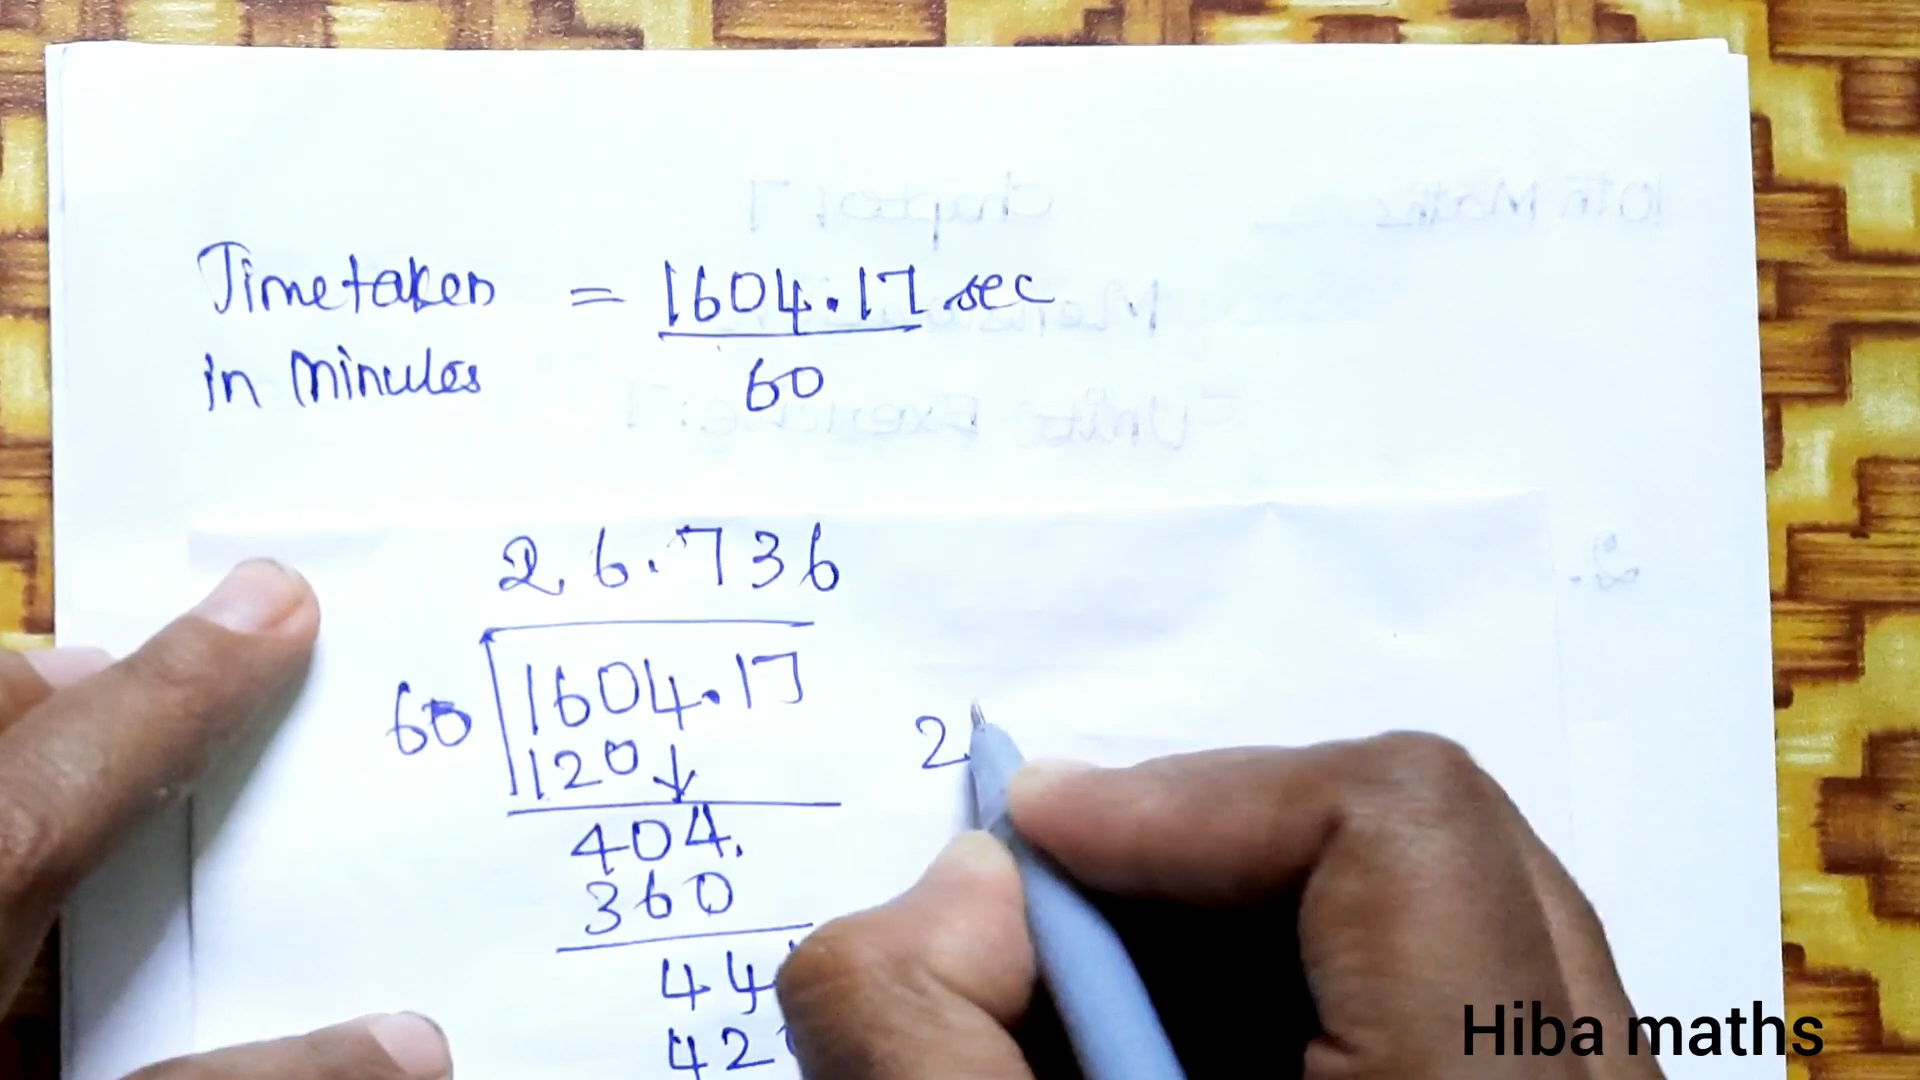 Time taken = 1604.17 sec
in minutes 60
26.736
60 1604.17
120
2
404.
360
44
42
Hiba maths